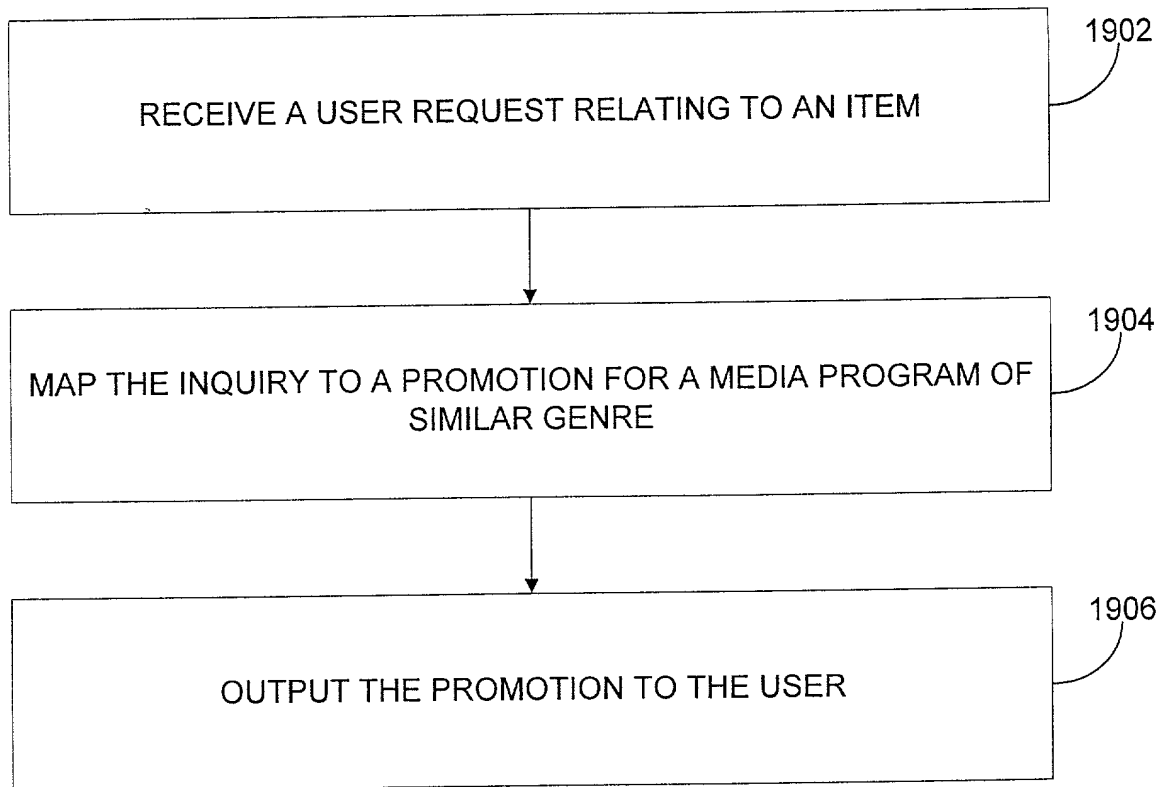 1902
RECEIVE A USER REQUEST RELATING TO AN ITEM
1904
MAP THE INQUIRY TO A PROMOTION FOR A MEDIA PROGRAM OF
SIMILAR GENRE
1906
OUTPUT THE PROMOTION TO THE USER